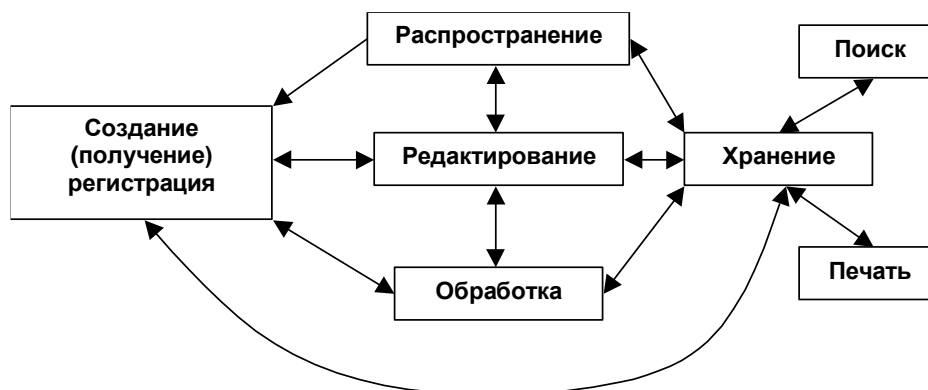 Распространение
Поиск
Создание
(получение)
регистрация
Редактирование
Хранение
Обработка
Печать